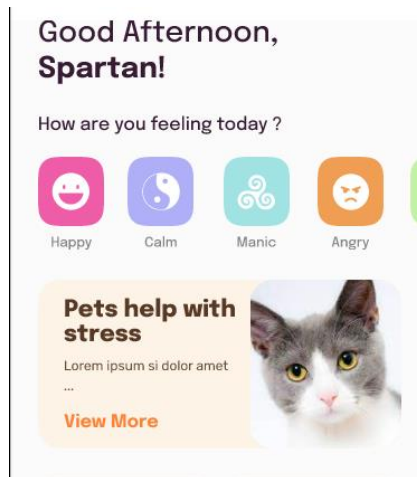 Good Afternoon,
Spartan!
How are you feeling today ?
Happy Calm Manic Angry
Pets help with
stress
Lorem ipsum si dolor amet
...
View More